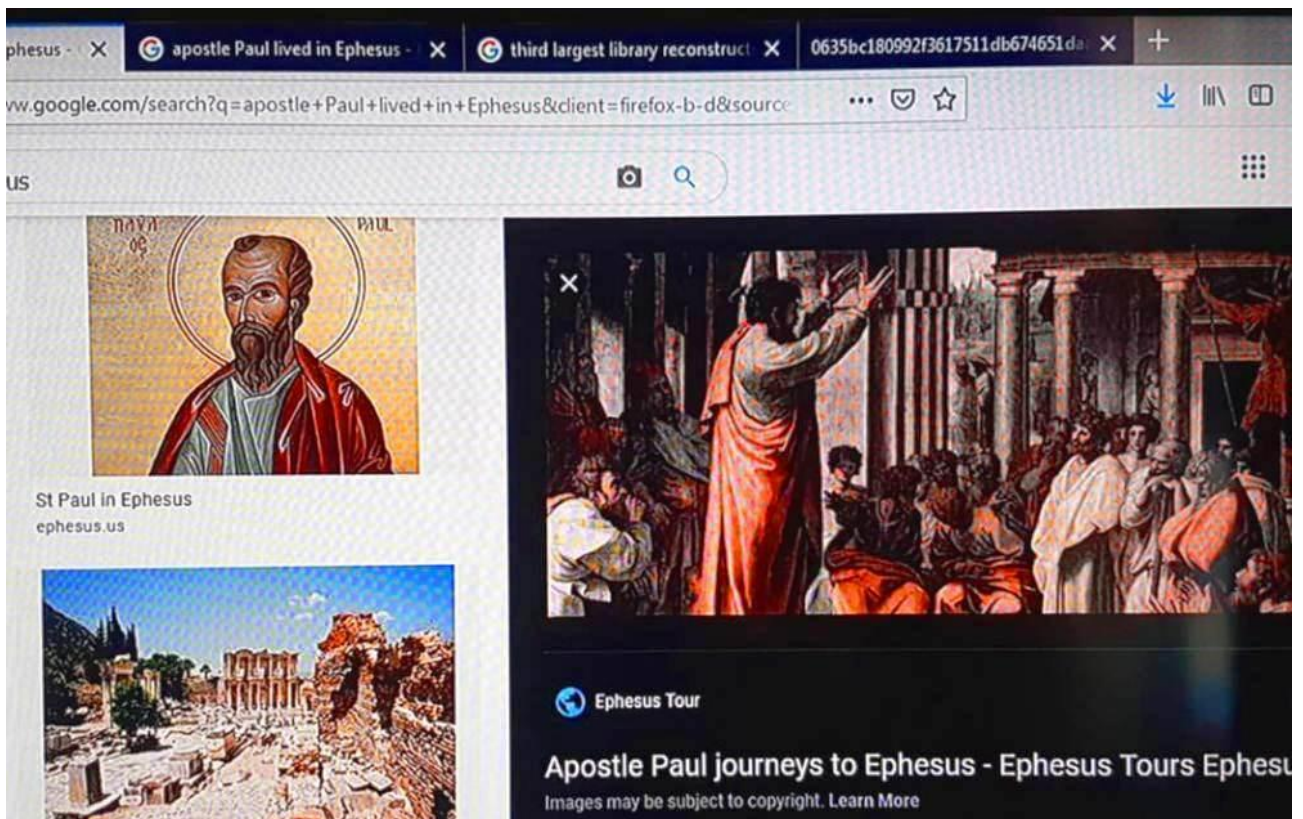 phesus - apostle Paul lived in Ephesus - third largest library reconstruct 0635bc180992f3617511db674651da
ww.google.com/search?q=apostle+Paul+lived+in+Ephesus&client=firefox-b-d&source
us
ΠΑΥΛ PAUL
ος
St Paul in Ephesus
ephesus.us
Ephesus Tour
Apostle Paul journeys to Ephesus - Ephesus Tours Ephesu
Images may be subject to copyright. Learn More